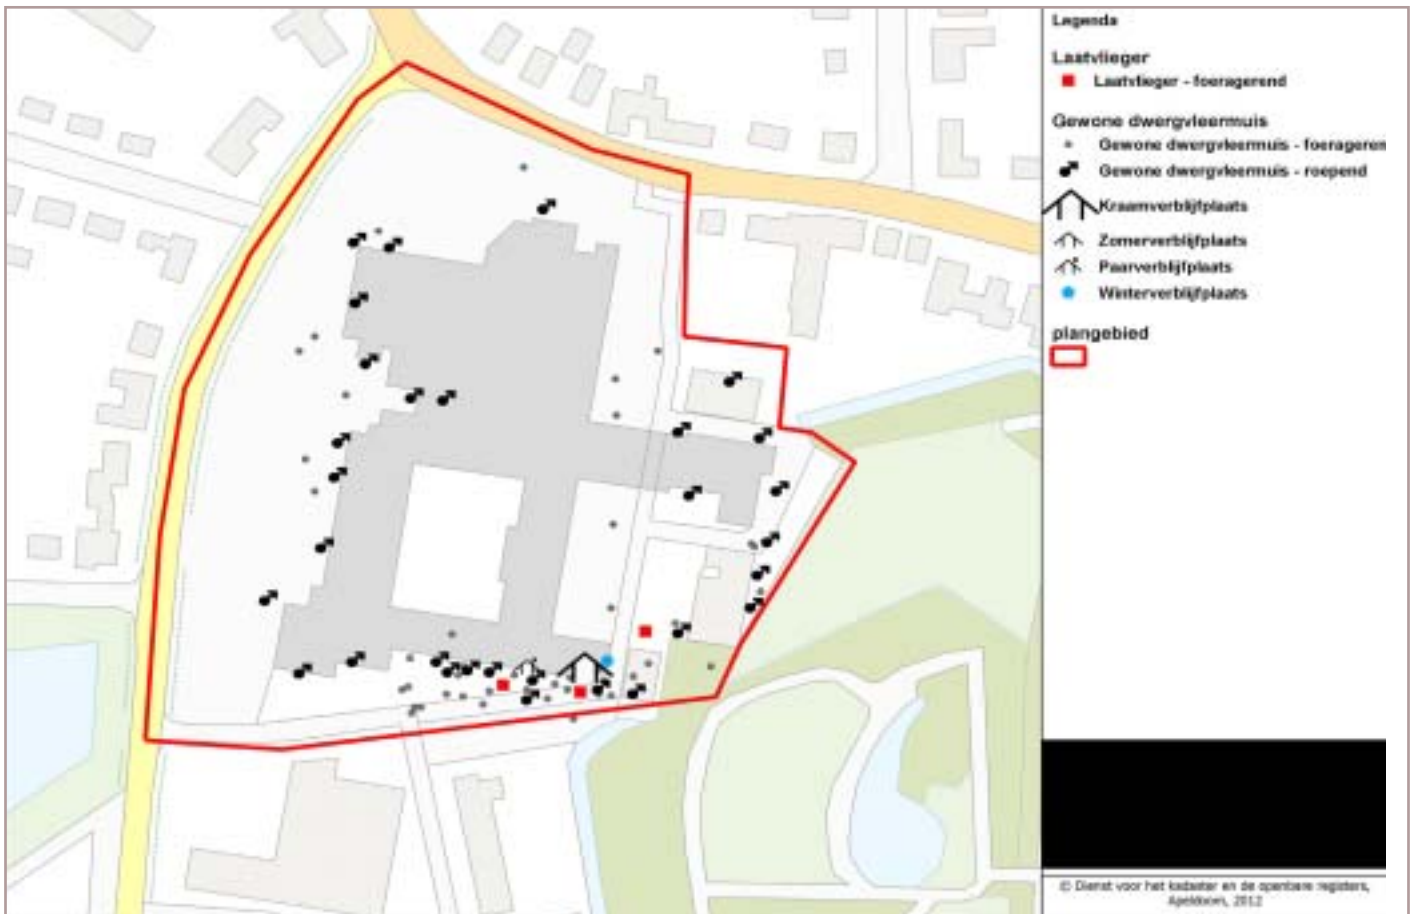 Legenda
Laatvlieger
Laatvlieger - foeragerend
Gewone dwergvleermuis
Gewone dwergvleermuis - foerageren
Gewone dwergvleermuis - roepend
Kraamverblijfplaats
Zomerverblijfplaats
Paarverblijfplaats
Winterverblijfplaats
plangebied
© Dienst voor het kadaster en de openbare registers,
Apeldoorn, 2012